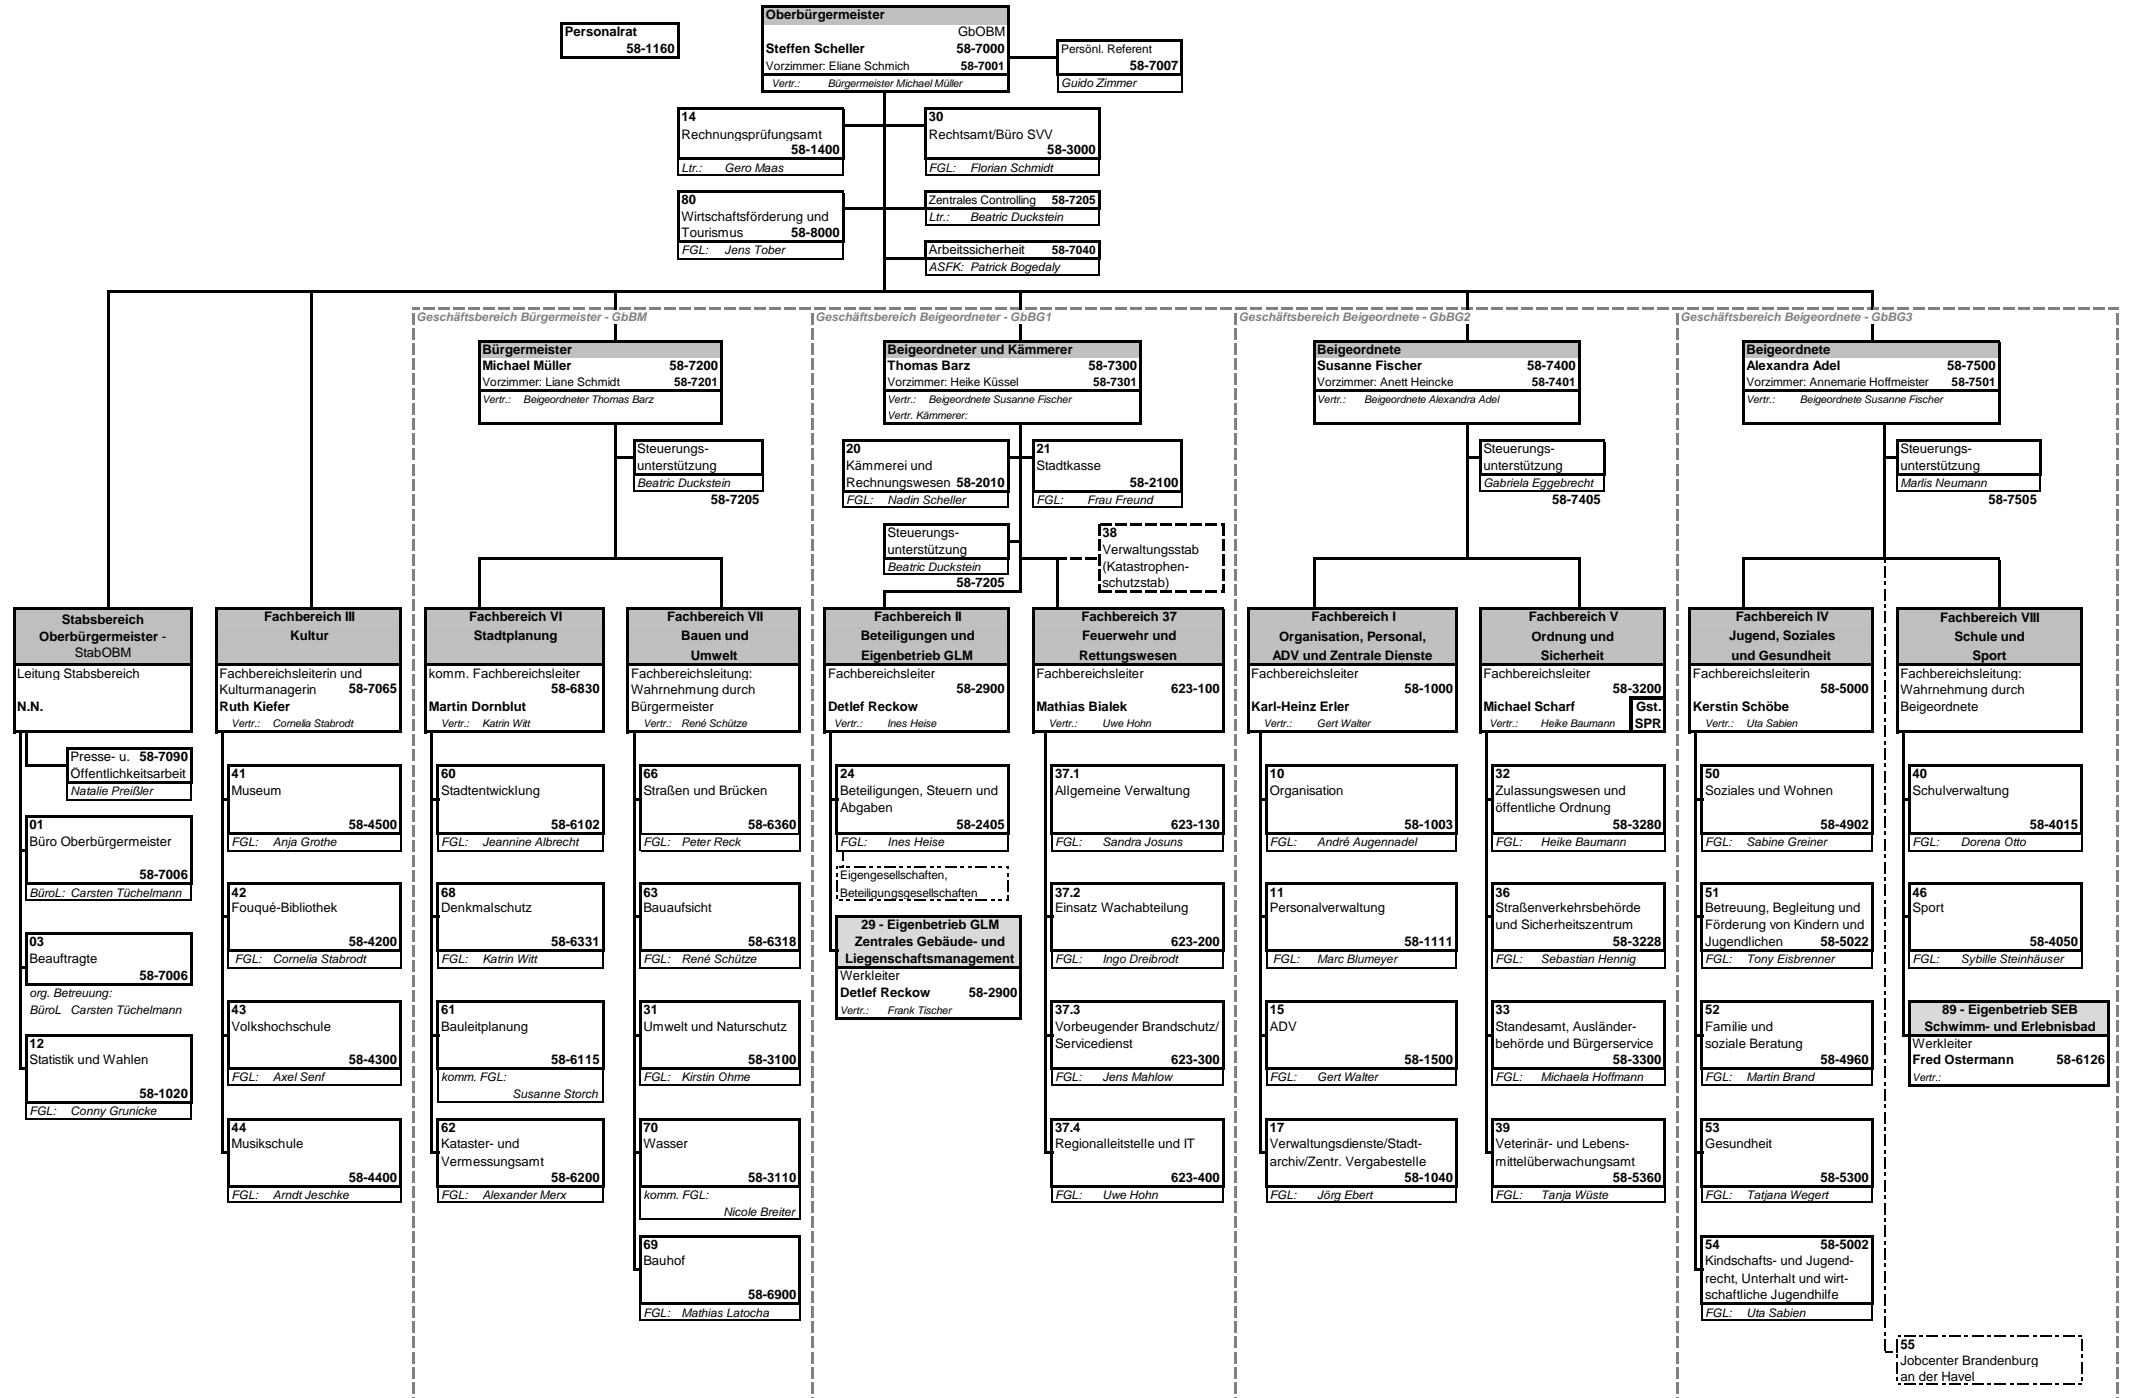 Personalrat
58-1160
Oberbürgermeister
GbOBM
Steffen Scheller 58-7000
Vorzimmer: Eliane Schmich 58-7001
Vertr.: Bürgermeister Michael Müller
Persönl. Referent
58-7007
Guido Zimmer
14
Rechnungsprüfungsamt
58-1400
Ltr.: Gero Maas
30
Rechtsamt/Büro SVV
58-3000
FGL: Florian Schmidt
80
Wirtschaftsförderung und
Tourismus 58-8000
FGL: Jens Tober
Zentrales Controlling 58-7205
Ltr.: Beatric Duckstein
Arbeitssicherheit 58-7040
ASFK: Patrick Bogedaly
Geschäftsbereich Bürgermeister - GbBM
Bürgermeister
Michael Müller 58-7200
Vorzimmer: Liane Schmidt 58-7201
Vertr.: Beigeordneter Thomas Barz
Steuerungs-
unterstützung
Beatric Duckstein
58-7205
Geschäftsbereich Beigeordneter - GbBG1
Beigeordneter und Kämmerer
Thomas Barz 58-7300
Vorzimmer: Heike Küssel 58-7301
Vertr.: Beigeordnete Susanne Fischer
Vertr. Kämmerer:
20
Kämmerei und
Rechnungswesen 58-2010
FGL: Nadin Scheller
21
Stadtkasse
58-2100
FGL: Frau Freund
Steuerungs-
unterstützung
Beatric Duckstein
58-7205
38
Verwaltungsstab
(Katastrophen-
schutzstab)
Geschäftsbereich Beigeordnete - GbBG2
Beigeordnete
Susanne Fischer 58-7400
Vorzimmer: Anett Heincke 58-7401
Vertr.: Beigeordnete Alexandra Adel
Steuerungs-
unterstützung
Gabriela Eggebrecht
58-7405
Geschäftsbereich Beigeordnete - GbBG3
Beigeordnete
Alexandra Adel 58-7500
Vorzimmer: Annemarie Hoffmeister 58-7501
Vertr.: Beigeordnete Susanne Fischer
Steuerungs-
unterstützung
Marlis Neumann
58-7505
Stabsbereich
Oberbürgermeister -
StabOBM
Leitung Stabsbereich
N.N.
Presse- u. 58-7090
Öffentlichkeitsarbeit
Natalie Preißler
01
Büro Oberbürgermeister
58-7006
BüroL: Carsten Tüchelmann
03
Beauftragte
58-7006
org. Betreuung:
BüroL Carsten Tüchelmann
12
Statistik und Wahlen
58-1020
FGL: Conny Grunicke
Fachbereich III
Kultur
Fachbereichsleiterin und
Kulturmanagerin 58-7065
Ruth Kiefer
Vertr.: Cornelia Stabrodt
41
Museum
58-4500
FGL: Anja Grothe
42
Fouqué-Bibliothek
58-4200
FGL: Cornelia Stabrodt
43
Volkshochschule
58-4300
FGL: Axel Senf
44
Musikschule
58-4400
FGL: Arndt Jeschke
Fachbereich VI
Stadtplanung
komm. Fachbereichsleiter
58-6830
Martin Dornblut
Vertr.: Katrin Witt
60
Stadtentwicklung
58-6102
FGL: Jeannine Albrecht
68
Denkmalschutz
58-6331
FGL: Katrin Witt
61
Bauleitplanung
58-6115
komm. FGL:
Susanne Storch
62
Kataster- und
Vermessungsamt
58-6200
FGL: Alexander Merx
Fachbereich VII
Bauen und
Umwelt
Fachbereichsleitung:
Wahrnehmung durch
Bürgermeister
Vertr.: René Schütze
66
Straßen und Brücken
58-6360
FGL: Peter Reck
63
Bauaufsicht
58-6318
FGL: René Schütze
31
Umwelt und Naturschutz
58-3100
FGL: Kirstin Ohme
70
Wasser
58-3110
komm. FGL:
Nicole Breiter
69
Bauhof
58-6900
FGL: Mathias Latocha
Fachbereich II
Beteiligungen und
Eigenbetrieb GLM
Fachbereichsleiter
58-2900
Detlef Reckow
Vertr.: Ines Heise
24
Beteiligungen, Steuern und
Abgaben
58-2405
FGL: Ines Heise
Eigengesellschaften,
Beteiligungsgesellschaften
29 - Eigenbetrieb GLM
Zentrales Gebäude- und
Liegenschaftsmanagement
Werkleiter
Detlef Reckow 58-2900
Vertr.: Frank Tischer
Fachbereich 37
Feuerwehr und
Rettungswesen
Fachbereichsleiter
623-100
Mathias Bialek
Vertr.: Uwe Hohn
37.1
Allgemeine Verwaltung
623-130
FGL: Sandra Josuns
37.2
Einsatz Wachabteilung
623-200
FGL: Ingo Dreibrodt
37.3
Vorbeugender Brandschutz/
Servicedienst
623-300
FGL: Jens Mahlow
37.4
Regionalleitstelle und IT
623-400
FGL: Uwe Hohn
Fachbereich I
Organisation, Personal,
ADV und Zentrale Dienste
Fachbereichsleiter
58-1000
Karl-Heinz Erler
Vertr.: Gert Walter
10
Organisation
58-1003
FGL: André Augennadel
11
Personalverwaltung
58-1111
FGL: Marc Blumeyer
15
ADV
58-1500
FGL: Gert Walter
17
Verwaltungsdienste/Stadt-
archiv/Zentr. Vergabestelle
58-1040
FGL: Jörg Ebert
Fachbereich V
Ordnung und
Sicherheit
Fachbereichsleiter
58-3200
Michael Scharf Gst.
Vertr.: Heike Baumann SPR
32
Zulassungswesen und
öffentliche Ordnung
58-3280
FGL: Heike Baumann
36
Straßenverkehrsbehörde
und Sicherheitszentrum
58-3228
FGL: Sebastian Hennig
33
Standesamt, Ausländer-
behörde und Bürgerservice
58-3300
FGL: Michaela Hoffmann
39
Veterinär- und Lebens-
mittelüberwachungsamt
58-5360
FGL: Tanja Wüste
Fachbereich IV
Jugend, Soziales
und Gesundheit
Fachbereichsleiterin
58-5000
Kerstin Schöbe
Vertr.: Uta Sabien
50
Soziales und Wohnen
58-4902
FGL: Sabine Greiner
51
Betreuung, Begleitung und
Förderung von Kindern und
Jugendlichen 58-5022
FGL: Tony Eisbrenner
52
Familie und
soziale Beratung
58-4960
FGL: Martin Brand
53
Gesundheit
58-5300
FGL: Tatjana Wegert
54 58-5002
Kindschafts- und Jugend-
recht, Unterhalt und wirt-
schaftliche Jugendhilfe
FGL: Uta Sabien
Fachbereich VIII
Schule und
Sport
Fachbereichsleitung:
Wahrnehmung durch
Beigeordnete
40
Schulverwaltung
58-4015
FGL: Dorena Otto
46
Sport
58-4050
FGL: Sybille Steinhäuser
89 - Eigenbetrieb SEB
Schwimm- und Erlebnisbad
Werkleiter
Fred Ostermann 58-6126
Vertr.:
55
Jobcenter Brandenburg
an der Havel